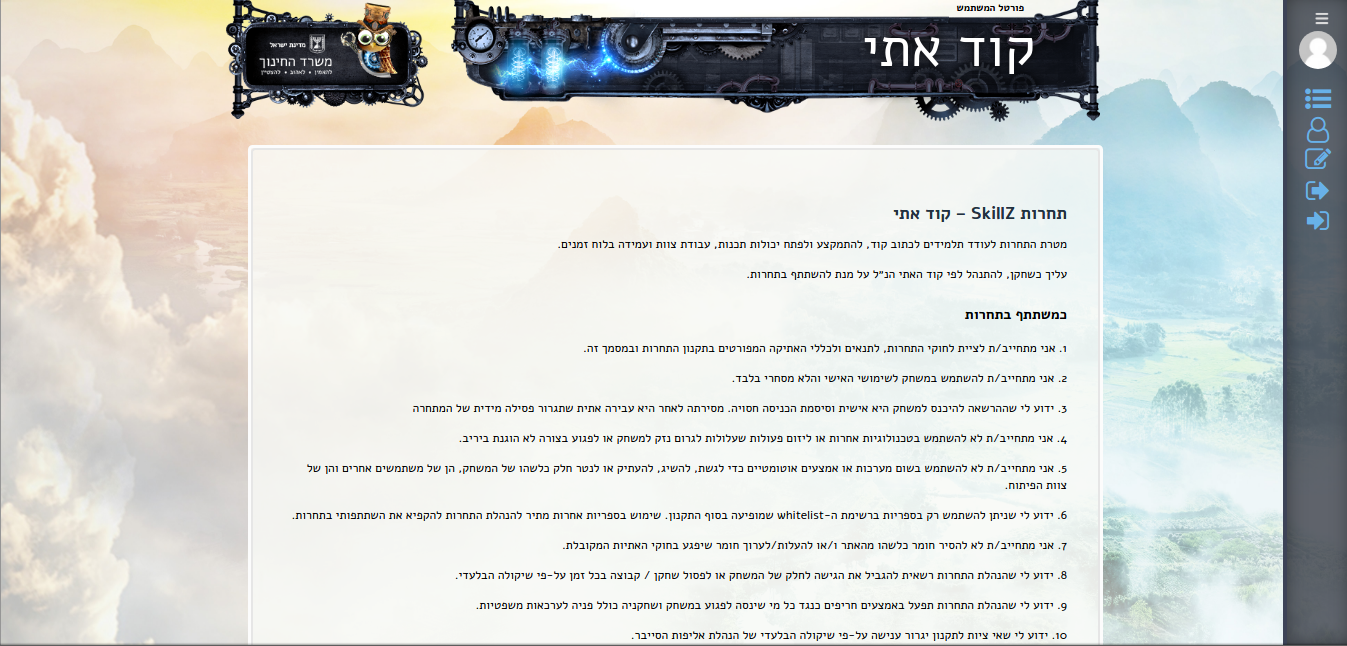 פורטל המשתמש
קוד אתי
מדינת ישראל
משרד החינוך
להאמין • לאהוב • להצטיין
תחרות SkillZ – קוד אתי
מטרת התחרות לעודד תלמידים לכתוב קוד, להתמקצע ולפתח יכולות תכנות, עבודת צוות ועמידה בלוח זמנים.
עליך כשחקן, להתנהל לפי קוד האתי הנ"ל על מנת להשתתף בתחרות.
כמשתתף בתחרות
1. אני מתחייב/ת לציית לחוקי התחרות, לתנאים ולכללי האתיקה המפורטים בתקנון התחרות ובמסמך זה.
2. אני מתחייב/ת להשתמש במשחק לשימושי האישי והלא מסחרי בלבד.
3. ידוע לי שההרשאה להיכנס למשחק היא אישית וסיסמת הכניסה חסויה. מסירתה לאחר היא עבירה אתית שתגרור פסילה מידית של המתחרה
4. אני מתחייב/ת לא להשתמש בטכנולוגיות אחרות או ליזום פעולות שעלולות לגרום נזק למשחק או לפגוע בצורה לא הוגנת ביריב.
5. אני מתחייב/ת לא להשתמש בשום מערכות או אמצעים אוטומטיים כדי לגשת, להשיג, להעתיק או לנטר חלק כלשהו של המשחק, הן של משתמשים אחרים והן של
צוות הפיתוח.
6. ידוע לי שניתן להשתמש רק בספריות ברשימת ה-whitelist שמופיעה בסוף התקנון. שימוש בספריות אחרות מתיר להנהלת התחרות להקפיא את השתתפותי בתחרות.
7. אני מתחייב/ת לא להסיר חומר כלשהו מהאתר ו/או להעלות/לערוך חומר שיפגע בחוקי האתיות המקובלת.
8. ידוע לי שהנהלת התחרות רשאית להגביל את הגישה לחלק של המשחק או לפסול שחקן / קבוצה בכל זמן על-פי שיקולה הבלעדי.
9. ידוע לי שהנהלת התחרות תפעל באמצעים חריפים כנגד כל מי שינסה לפגוע במשחק ושחקניה כולל פניה לערכאות משפטיות.
10. ידוע לי שאי ציות לתקנון יגרור ענישה על-פי שיקולה הבלעדי של הנהלת אליפות הסייבר.